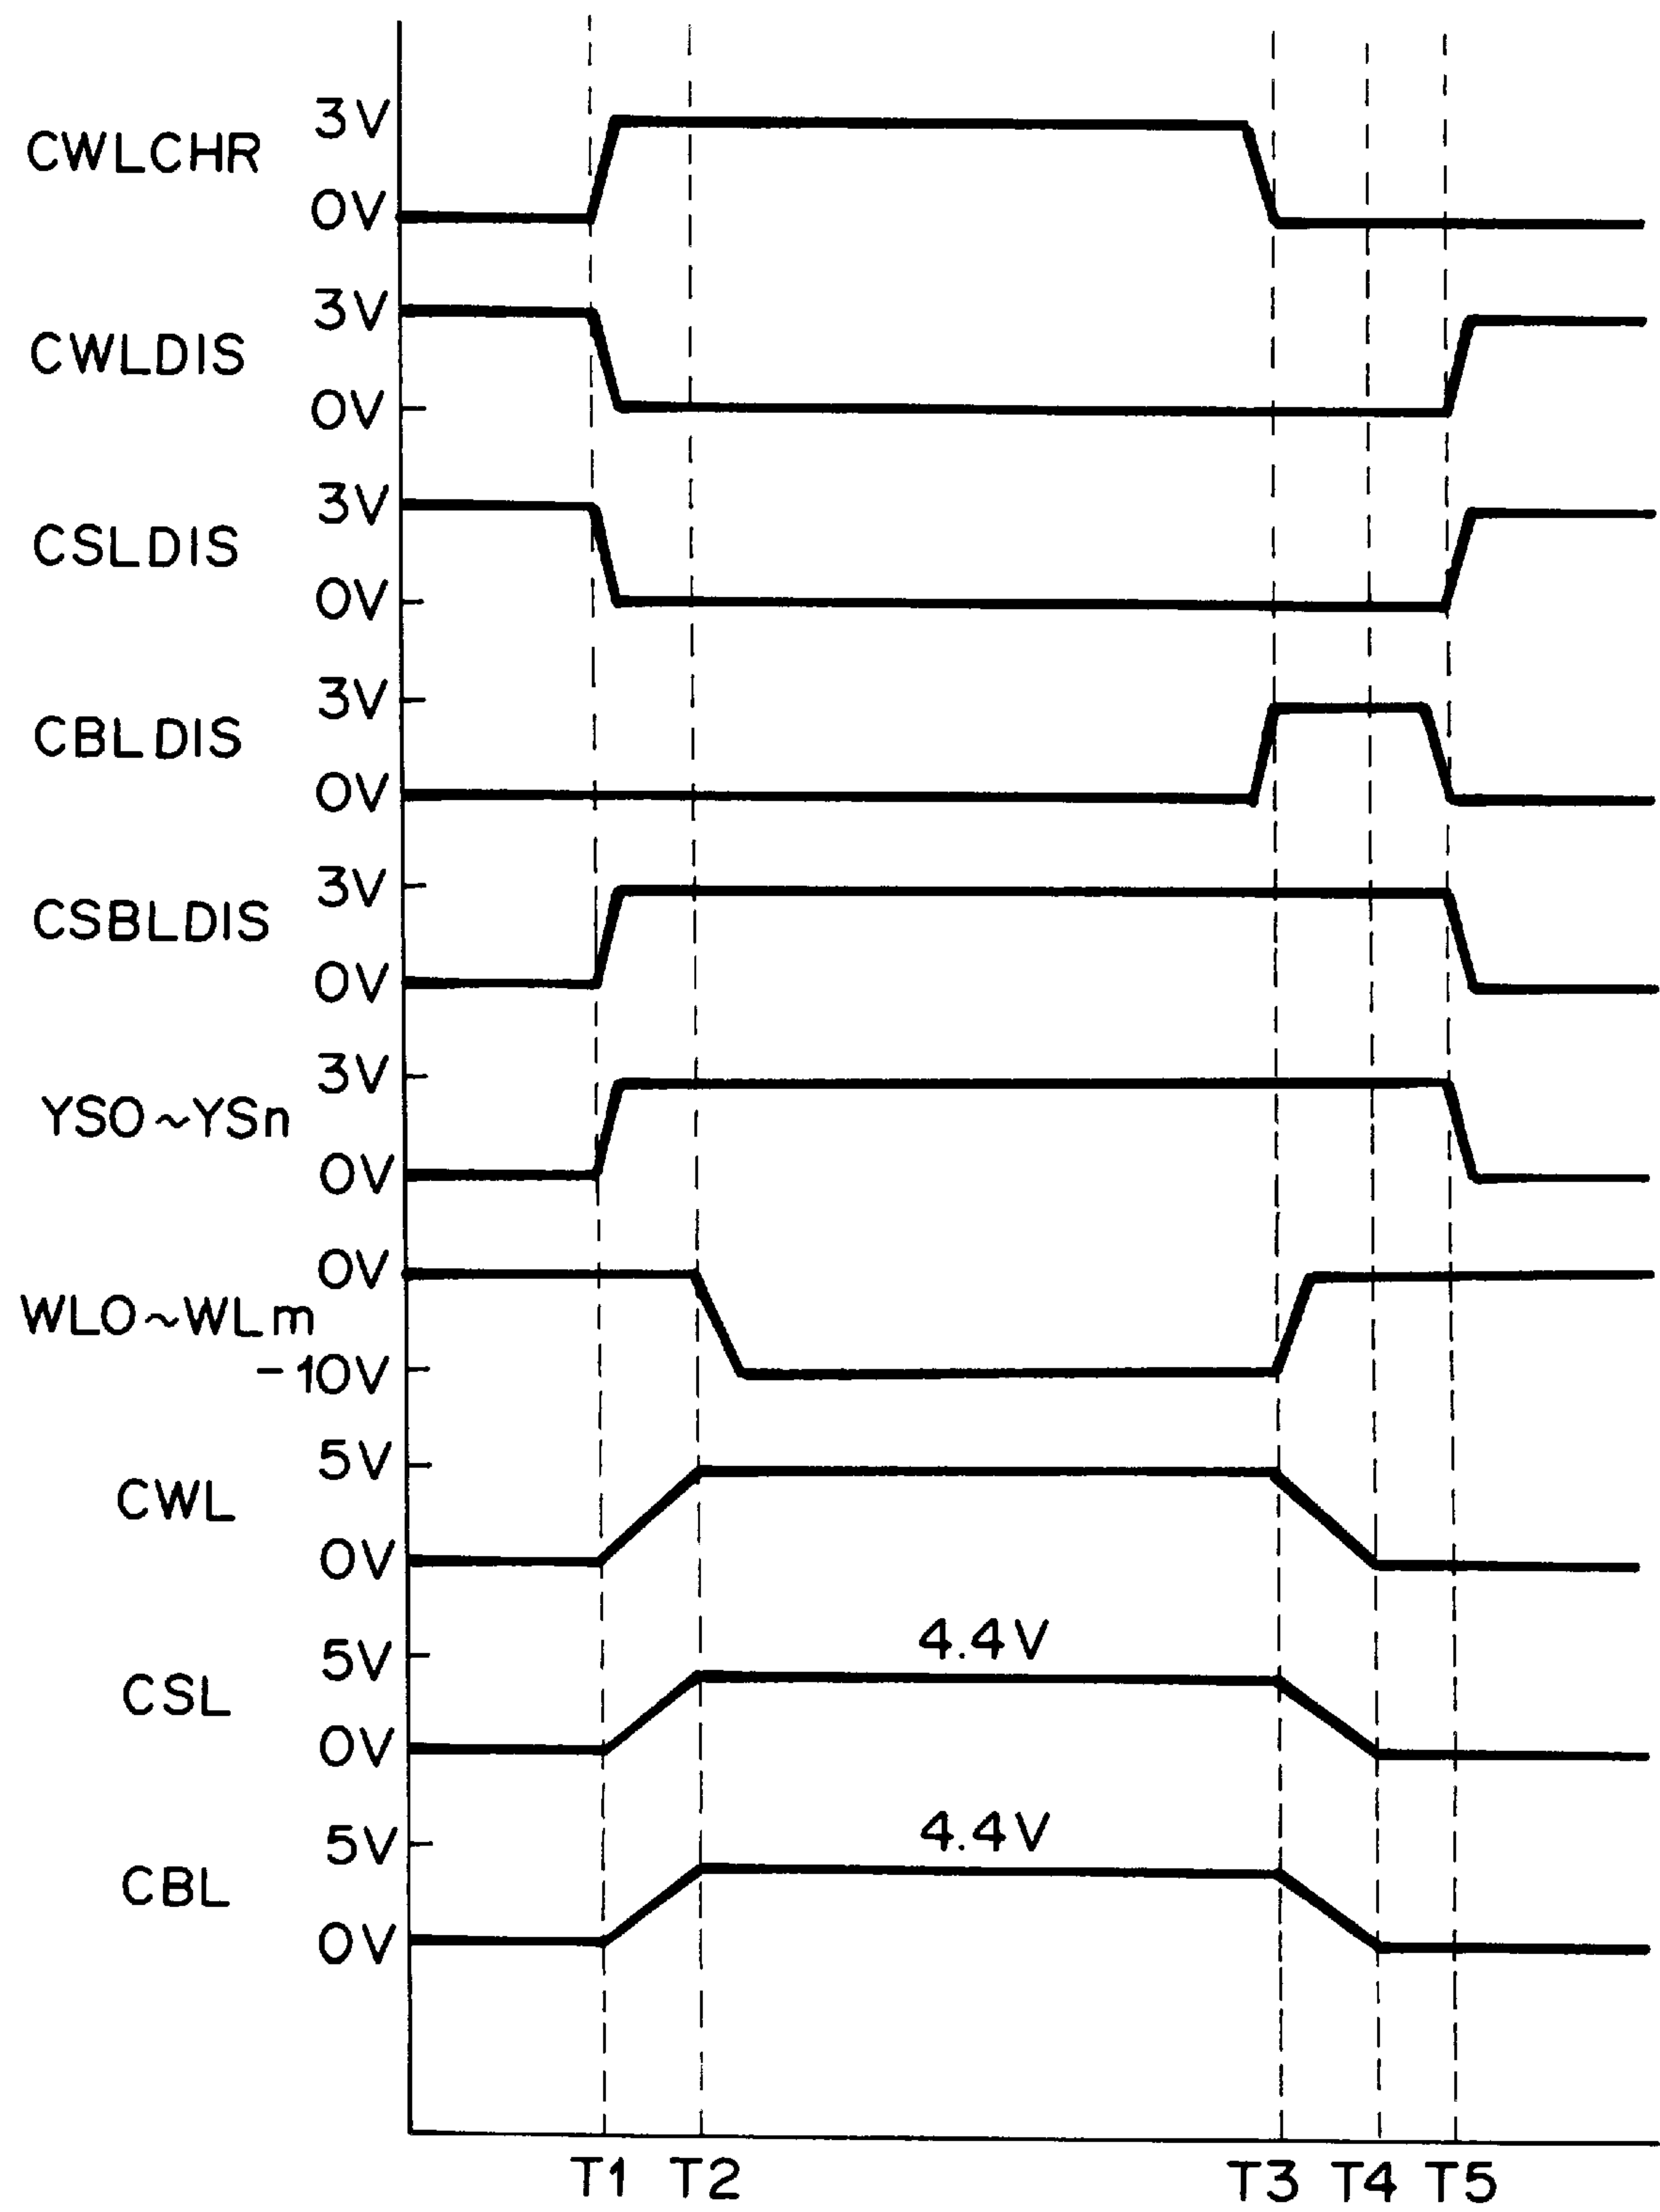 3V
CWLCHR
0V
3V
CWLDIS
0V
3V
CSLDIS
0V
3V
CBLDIS
0V
3V
CSBLDIS
0V
3V
YS0~YSn
0V
0V
WL0~WLm
-10V
5V
CWL
0V
4.4V
5V
CSL
0V
4.4V
5V
CBL
0V
T1 T2 T3 T4 T5